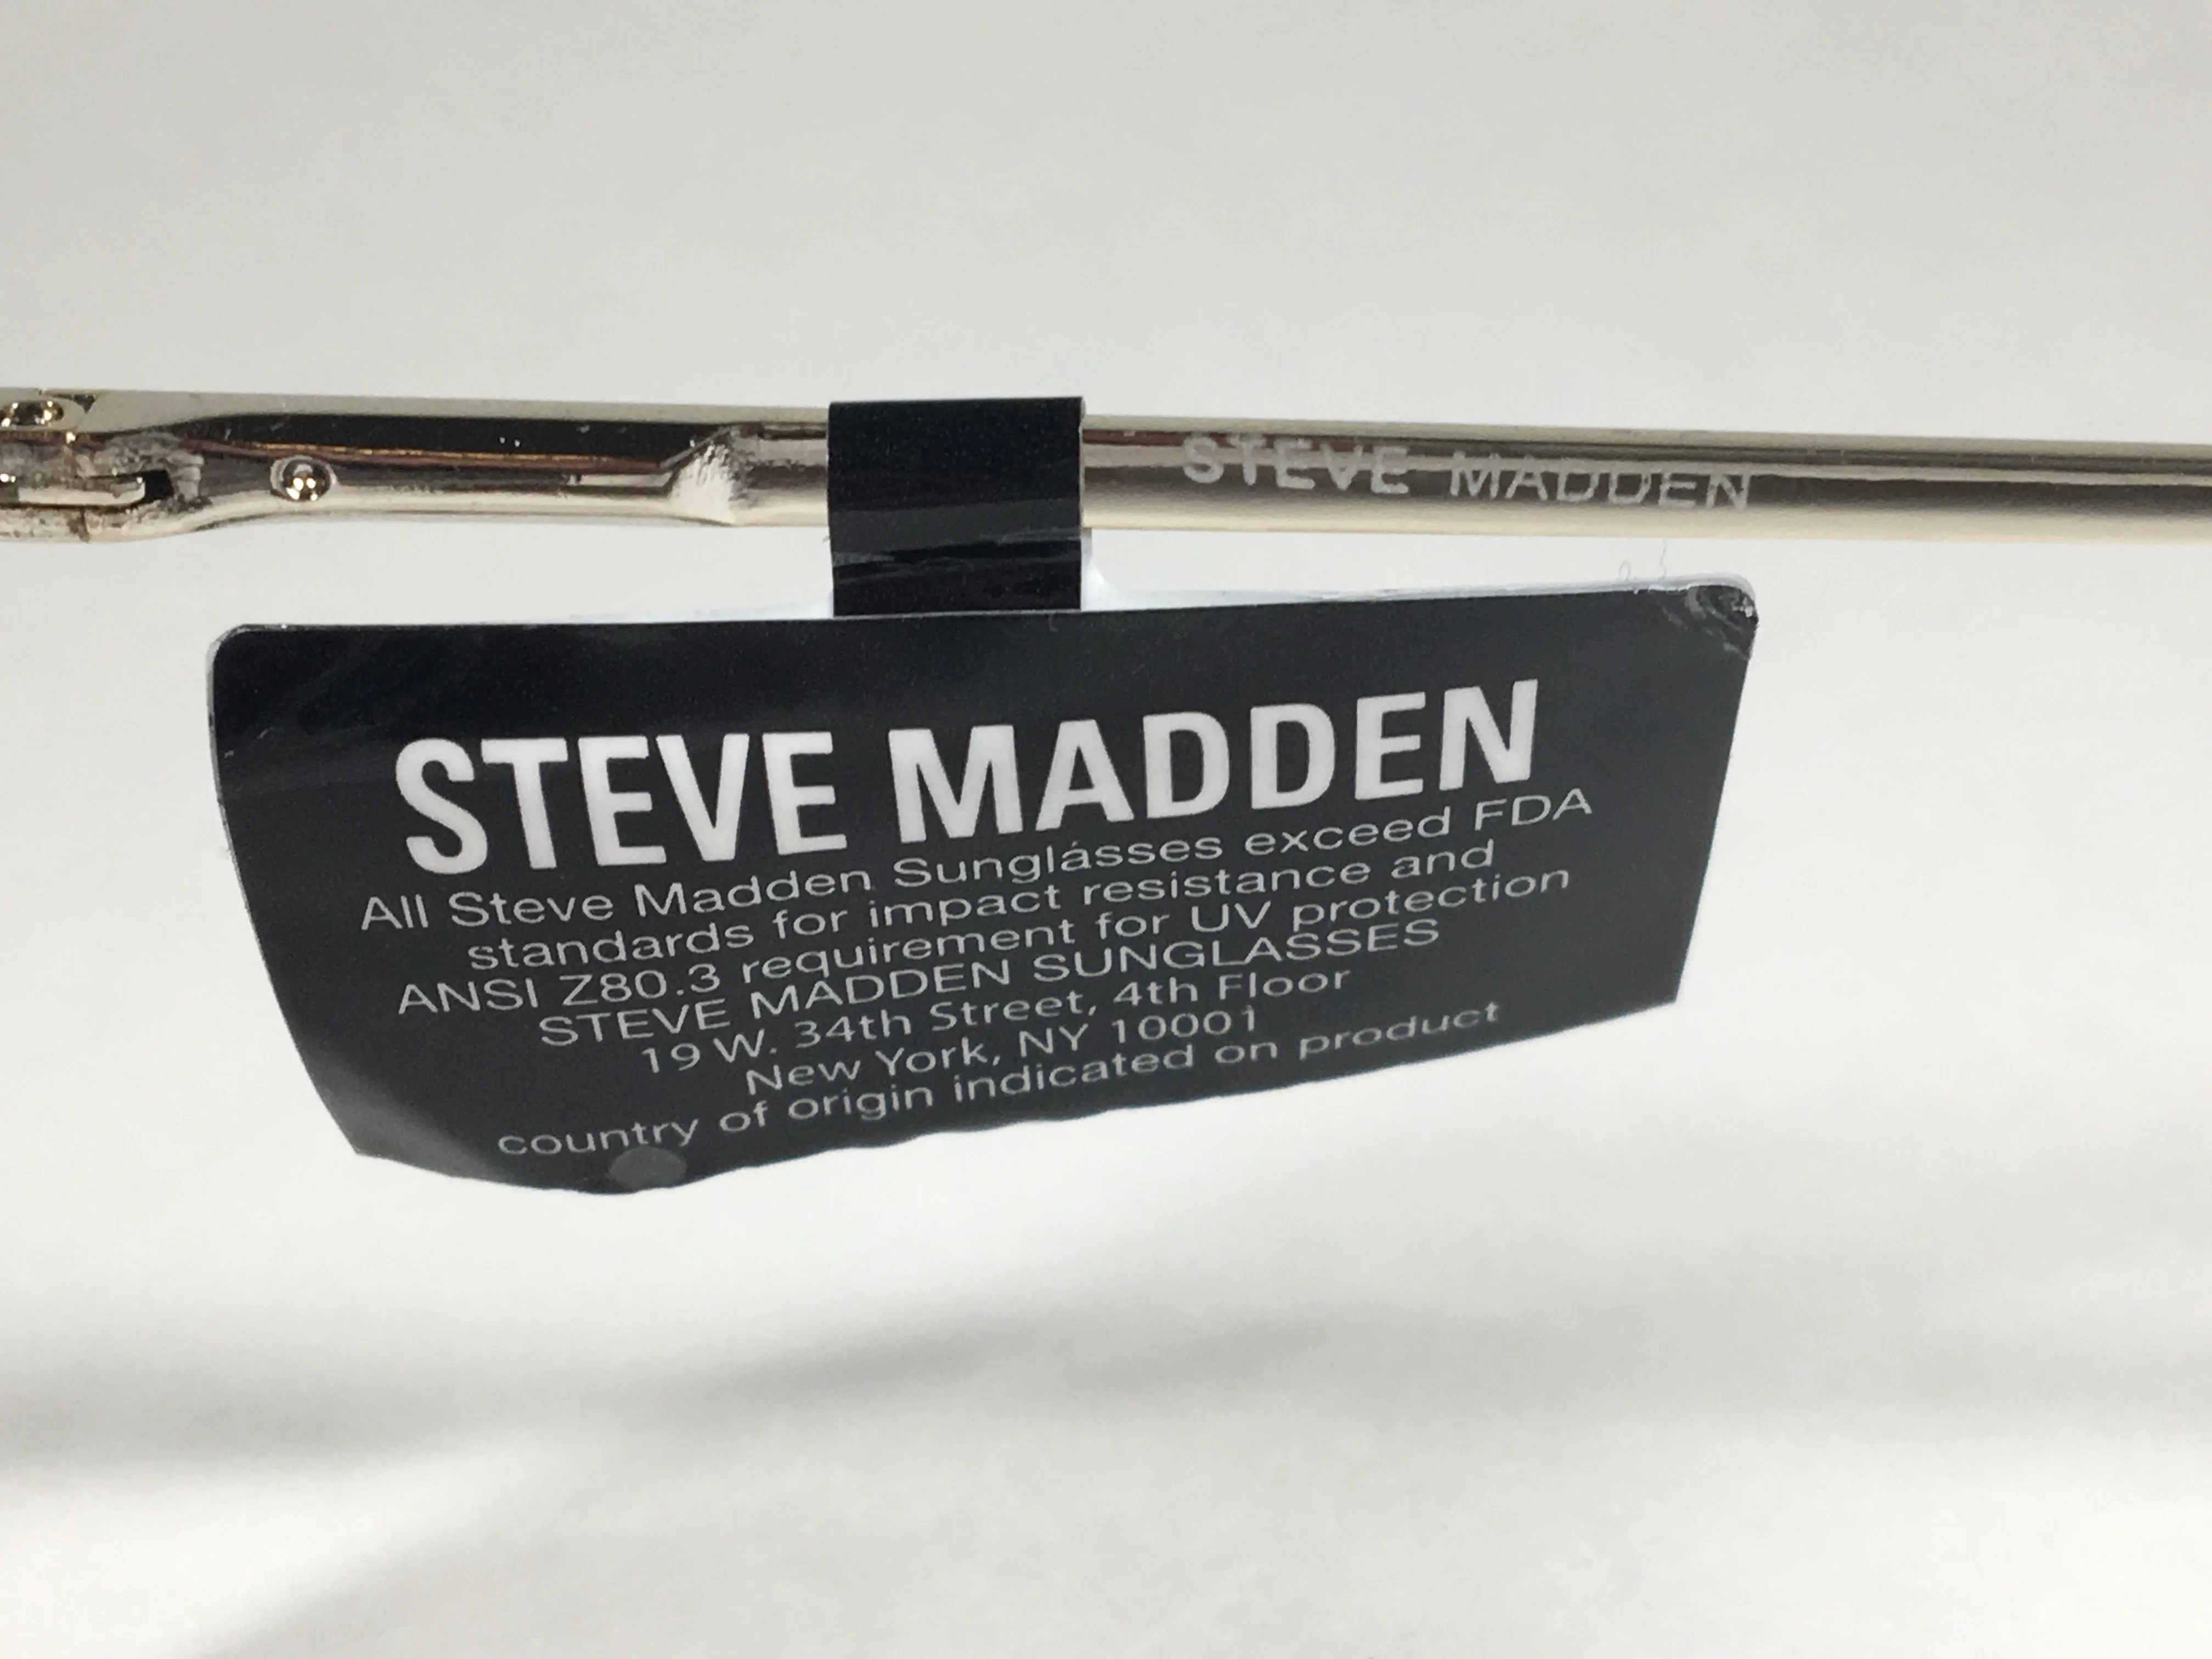 STEVE MADDEN
STEVE MADDEN
All Steve Madden Sunglasses exceed FDA
standards for impact resistance and
ANSI Z80.3 requirement for UV protection
STEVE MADDEN SUNGLASSES
19 W. 34th Street, 4th Floor
New York, NY 10001
country of origin indicated on product